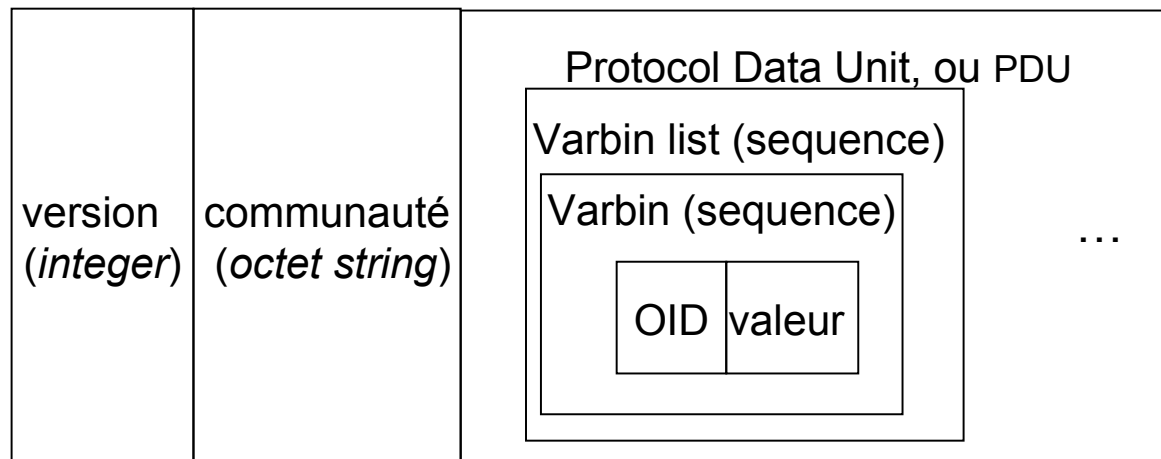 version
(integer)
communauté
(octet string)
Protocol Data Unit, ou PDU
Varbin list (sequence)
Varbin (sequence)
OID
valeur
…